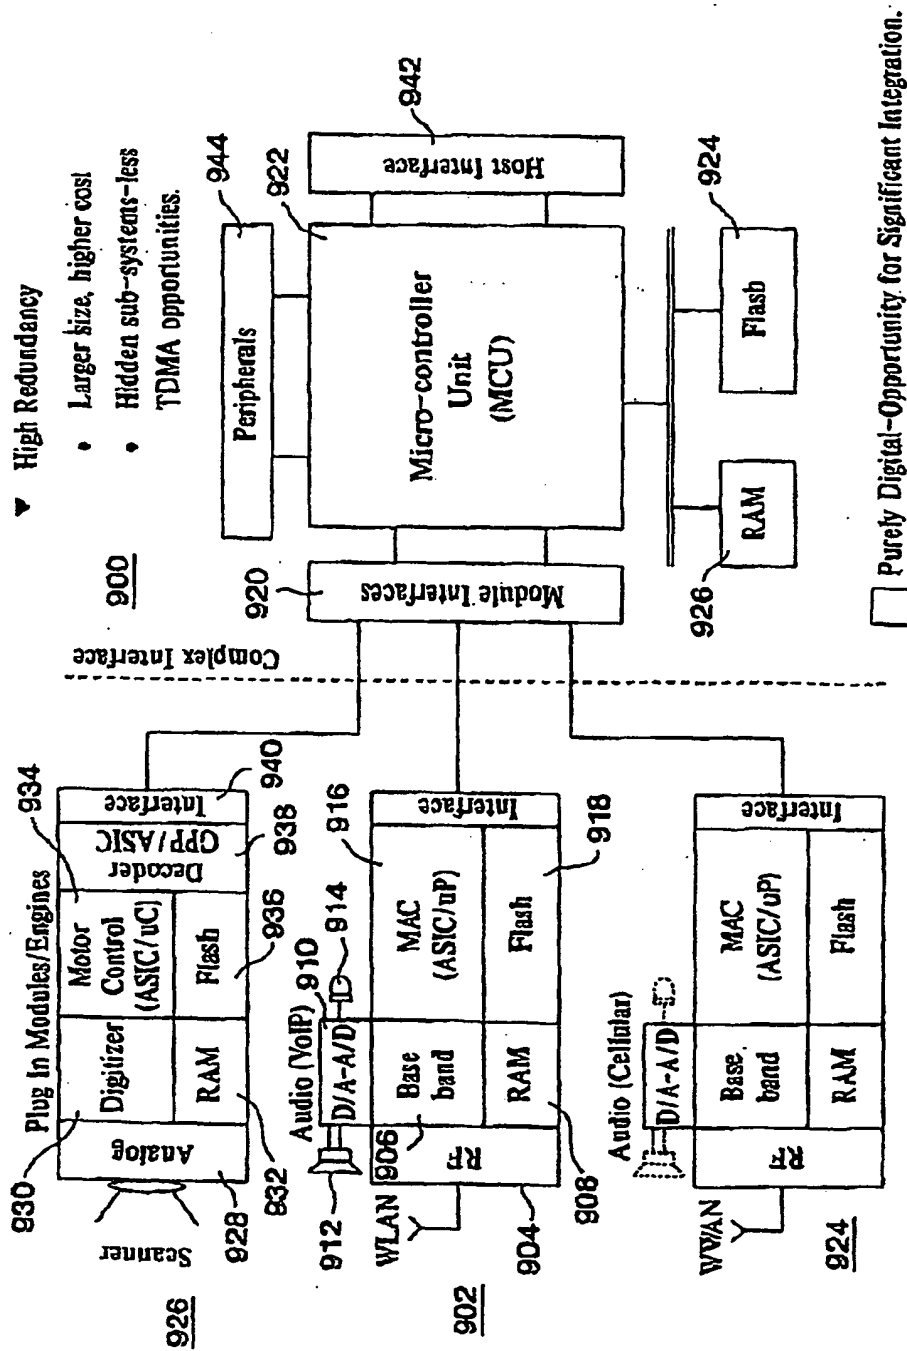 ▼ High Redundancy
• Larger size, higher cost
• Hidden sub-systems-less
TDMA opportunities.
900
Plug In Modules/Engines
Complex Interface
926
Scanner
928
930
932
934
936
938
940
Analog
Digitizer
RAM
Motor
Control
(ASIC/uC)
Flash
Decoder
GPP/ASIC
Interface
902
WLAN
904
906
908
Audio (VoIP)
910
912
914
D/A-A/D
RF
Base
band
RAM
MAC
(ASIC/uP)
Flash
Interface
916
918
924
WWAN
Audio (Cellular)
D/A-A/D
RF
Base
band
RAM
MAC
(ASIC/uP)
Flash
Interface
920
Module Interfaces
Peripherals
944
922
Micro-controller
Unit
(MCU)
Host Interface
942
RAM
926
Flash
924
Purely Digital-Opportunity for Significant Integration.